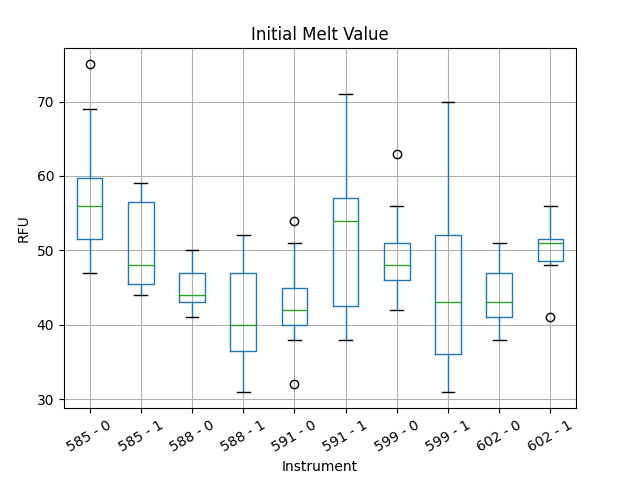 Initial Melt Value
RFU
70
60
50
40
30
585 - 0
585 - 1
588 - 0
588 - 1
591 - 0
591 - 1
599 - 0
599 - 1
602 - 0
602 - 1
Instrument